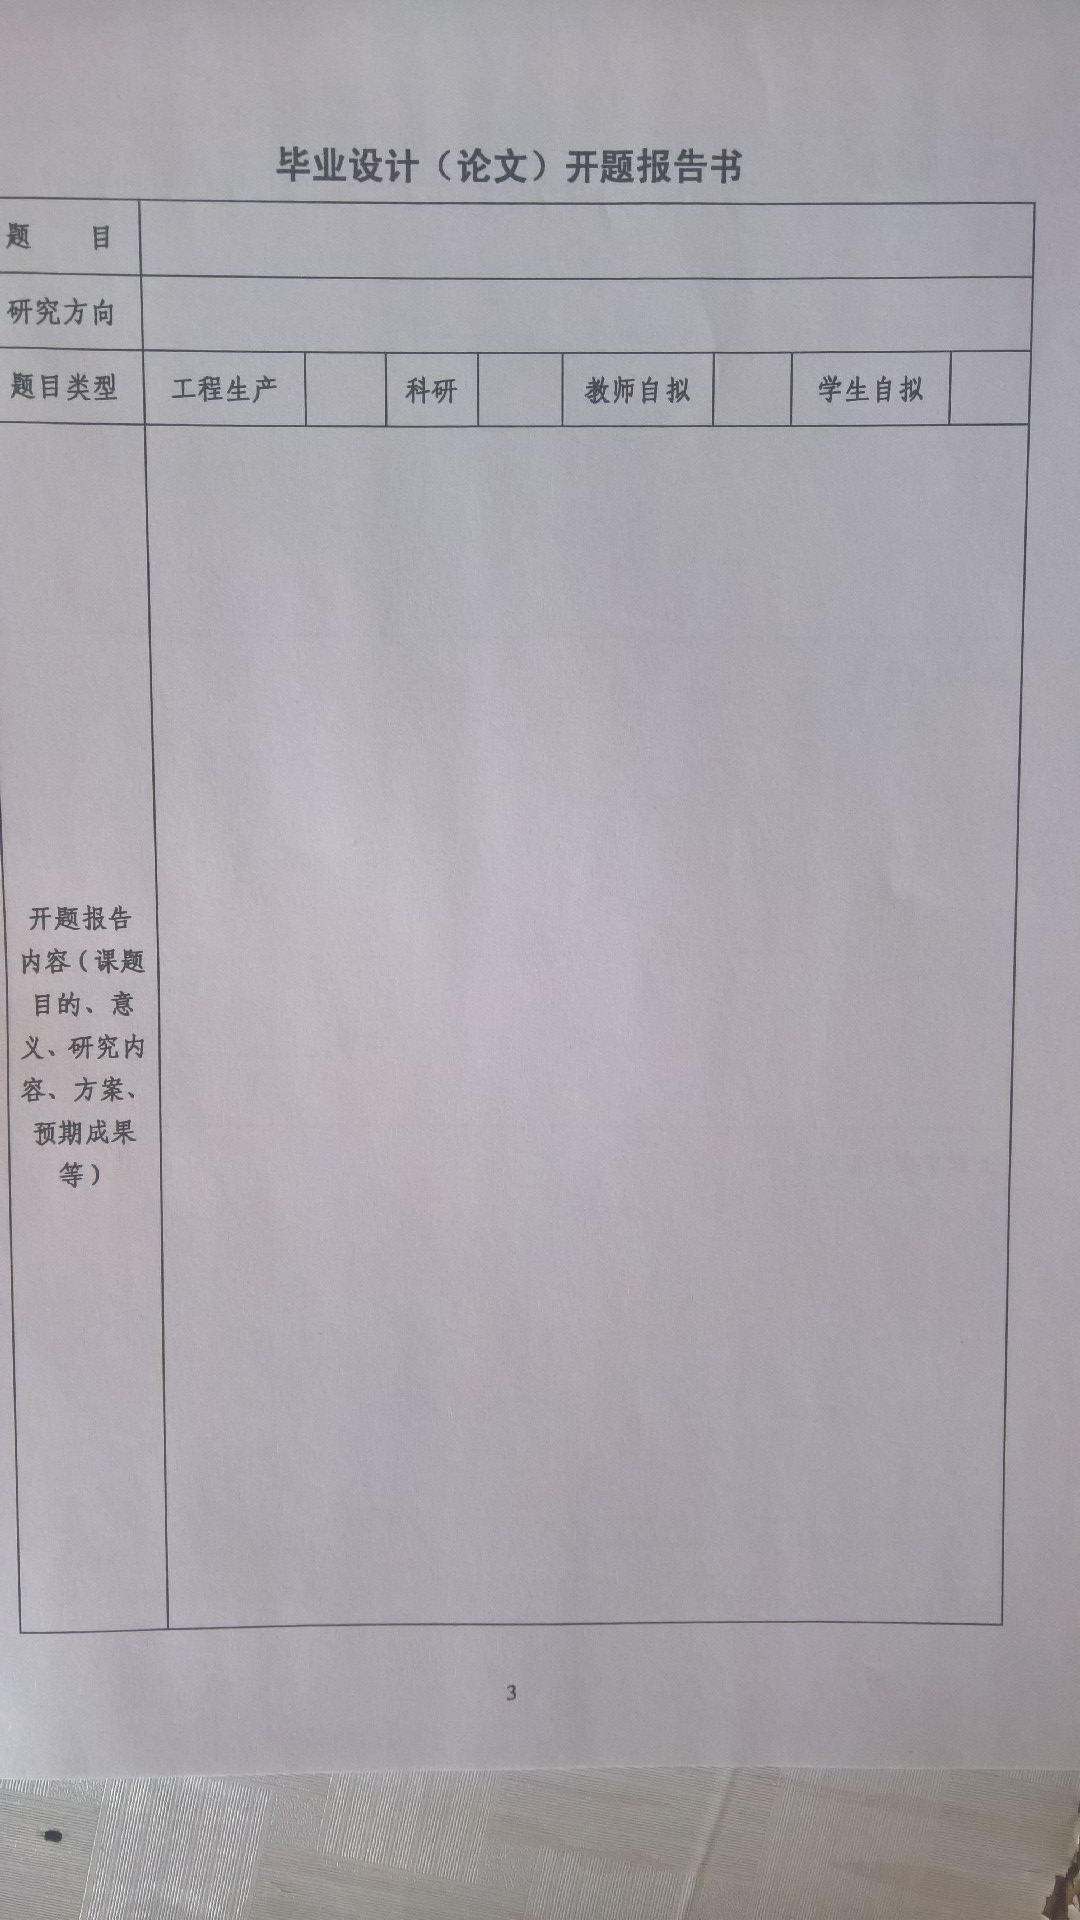 毕业设计（论文）开题报告书
题 目
研究方向
题目类型 工程生产 科研 教师自拟 学生自拟
开题报告
内容（课题
目的、意
义、研究内
容、方案、
预期成果
等）
3